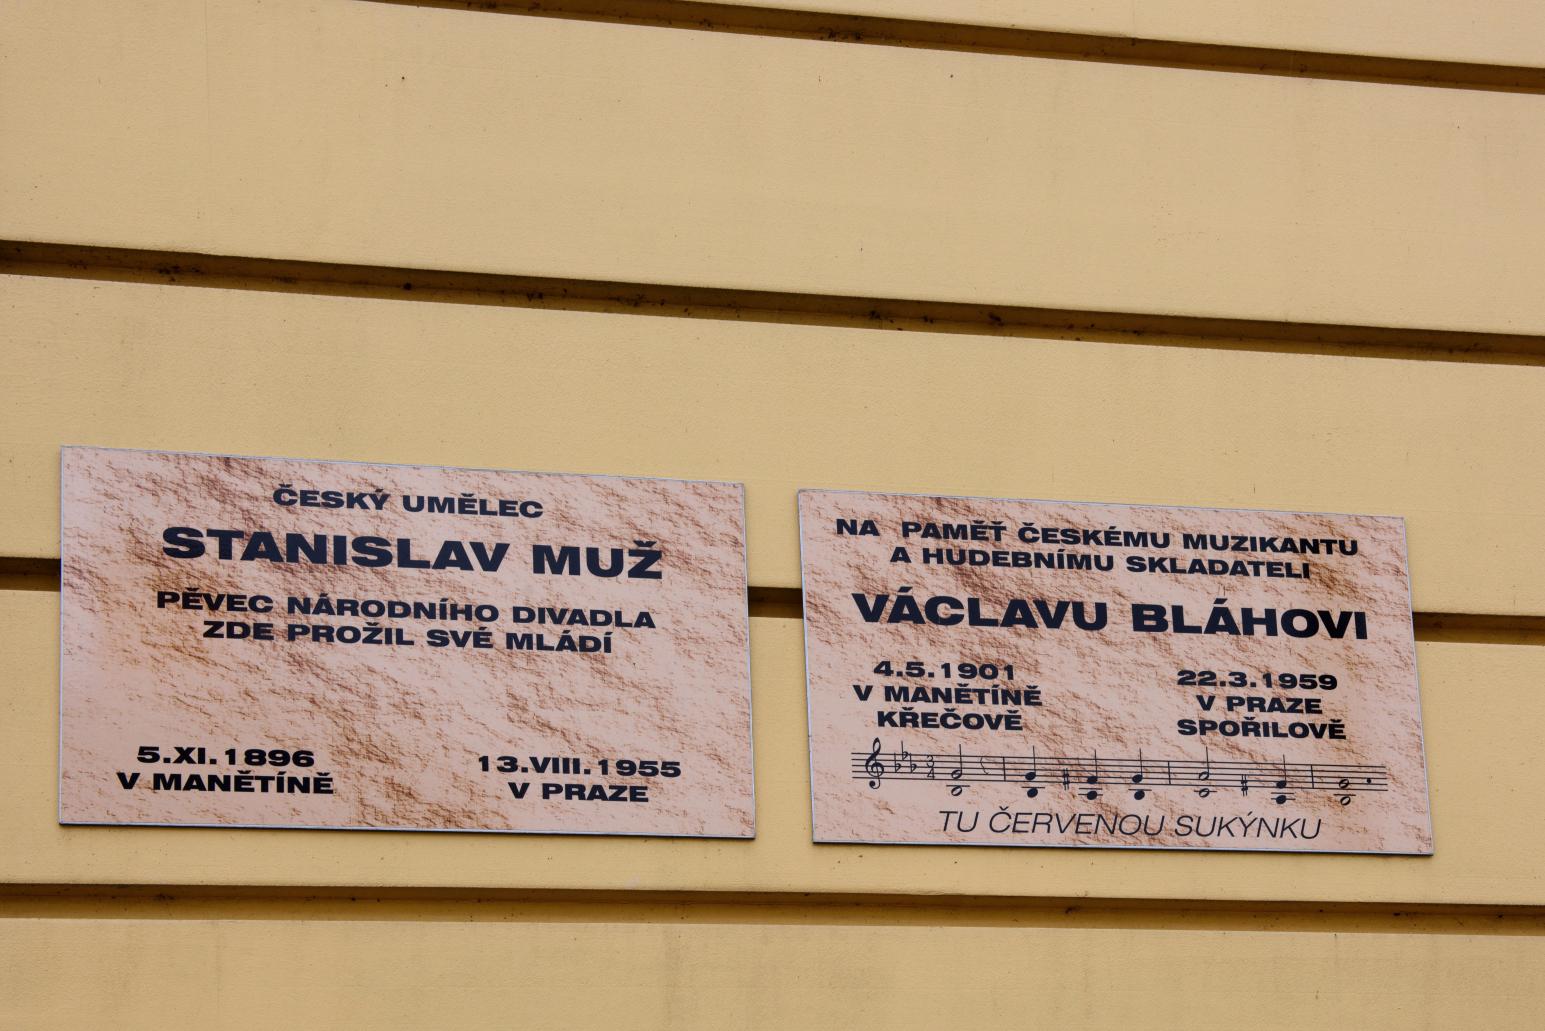 ČESKÝ UMĚLEC
STANISLAV MUŽ
PĚVEC NÁRODNÍHO DIVADLA
ZDE PROŽIL SVÉ MLÁDÍ
5.XI.1896
V MANĚTÍNĚ
13.VIII.1955
V PRAZE
NA PAMĚŤ ČESKÉMU MUZIKANTU
A HUDEBNÍMU SKLADATELI
VÁCLAVU BLÁHOVI
4.5.1901
V MANĚTÍNĚ
KŘEČOVĚ
22.3.1959
V PRAZE
SPOŘILOVĚ
3
4
TU ČERVENOU SUKÝNKU